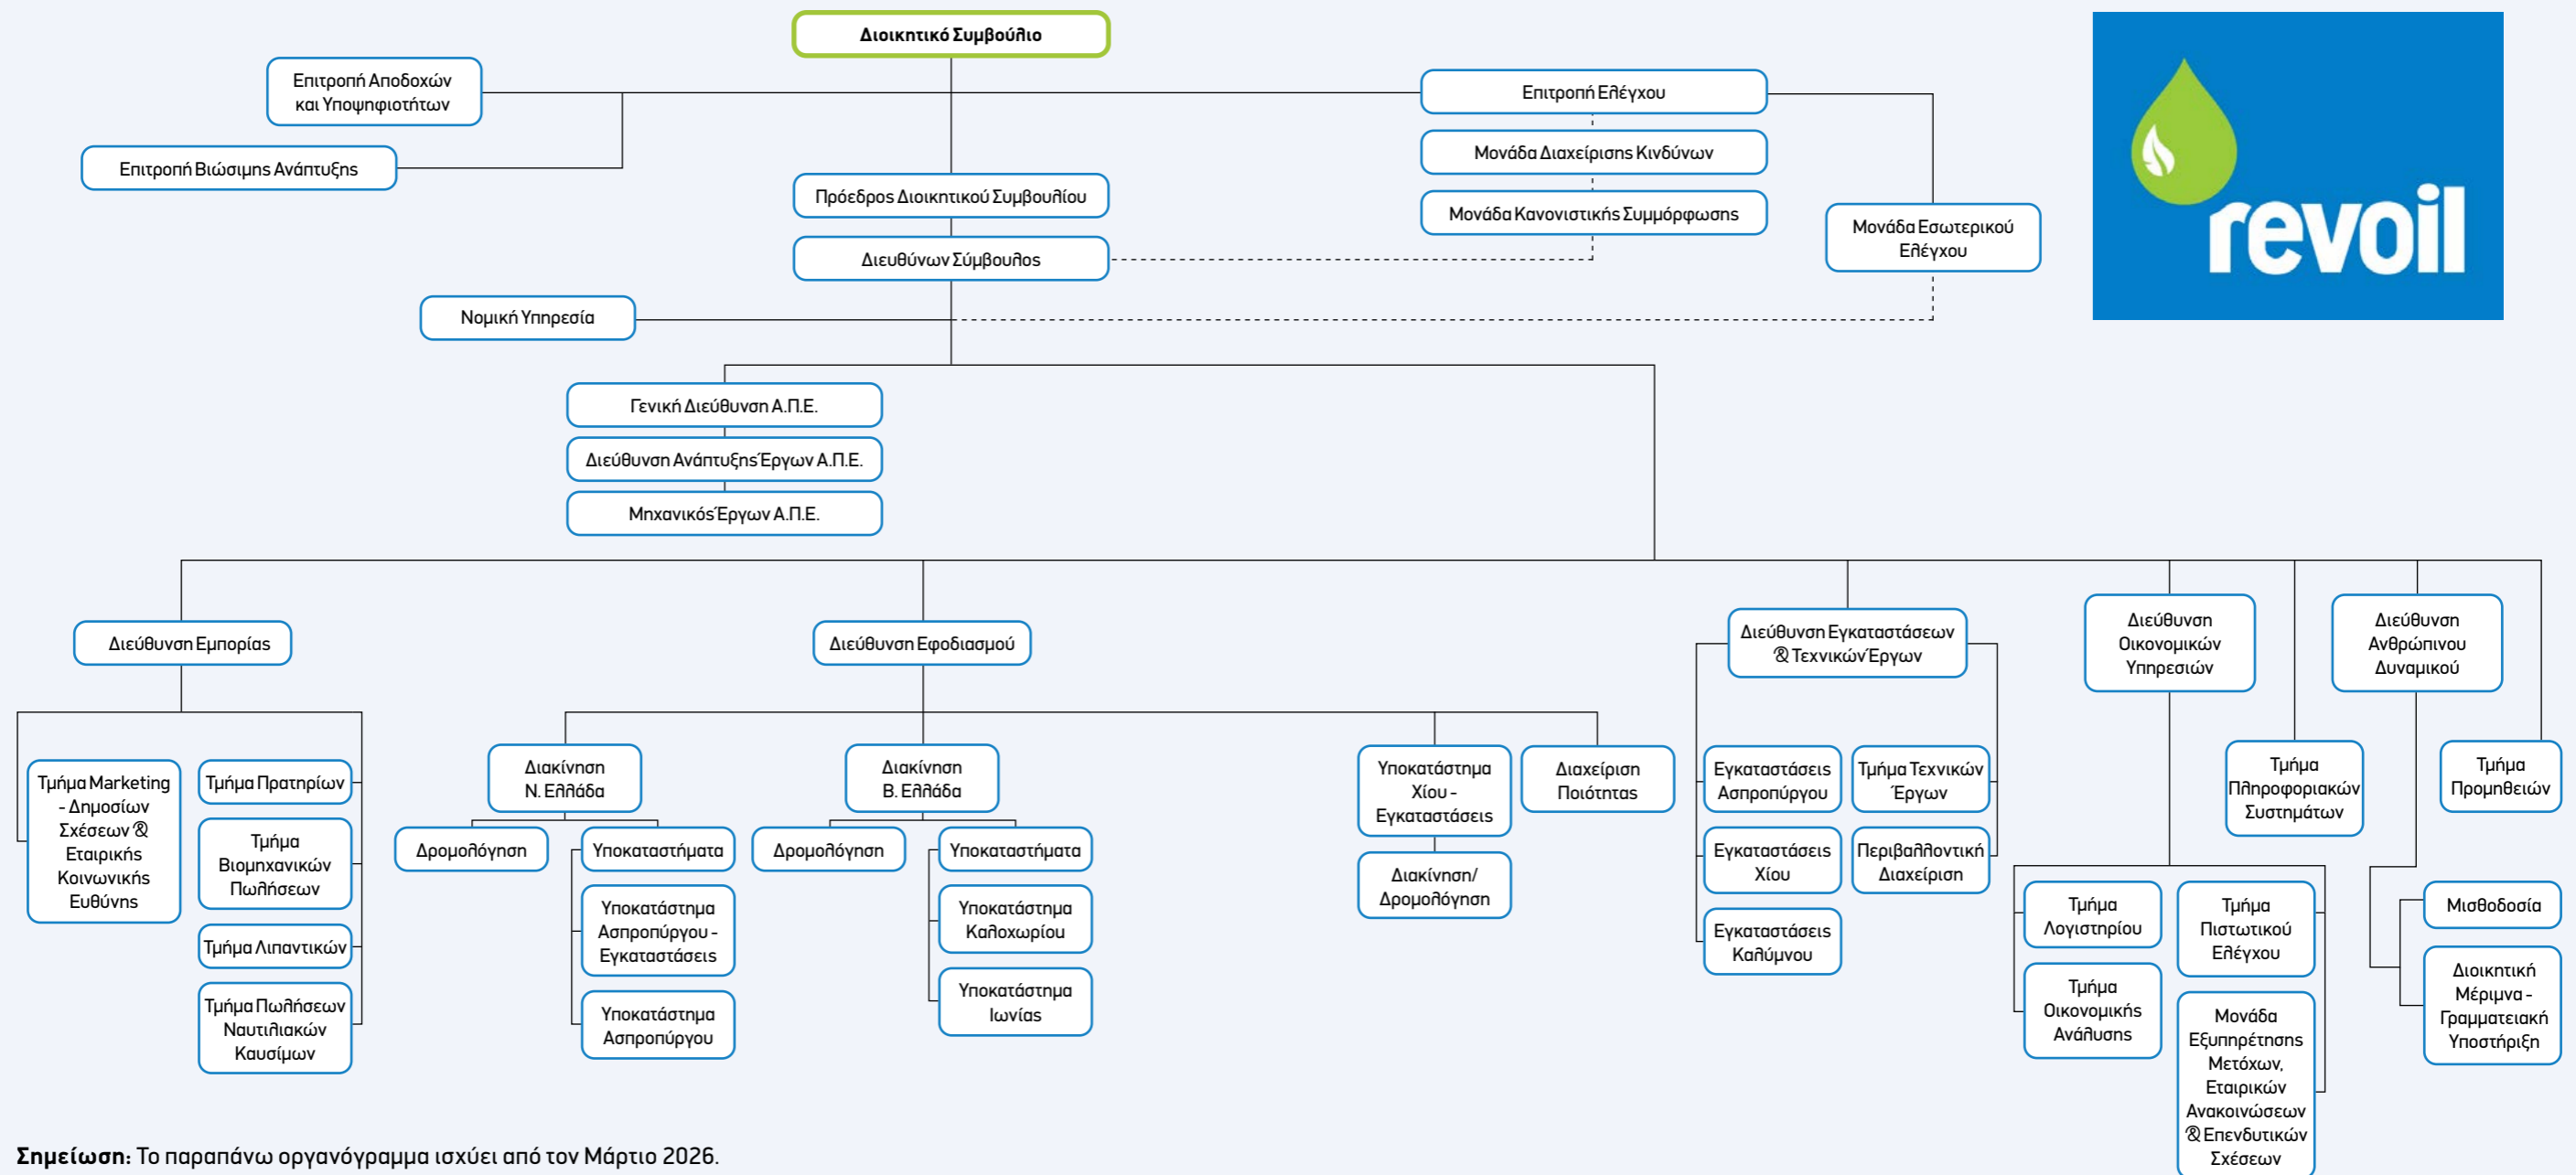 Διοικητικό Συμβούλιο
Επιτροπή Αποδοχών
και Υποψηφιοτήτων
Επιτροπή Ελέγχου
Επιτροπή Βιώσιμης Ανάπτυξης
Μονάδα Διαχείρισης Κινδύνων
Πρόεδρος Διοικητικού Συμβουλίου
Μονάδα Κανονιστικής Συμμόρφωσης
Μονάδα Εσωτερικού
Ελέγχου
Διευθύνων Σύμβουλος
Νομική Υπηρεσία
revoil
Γενική Διεύθυνση Α.Π.Ε.
Διεύθυνση Ανάπτυξης Έργων Α.Π.Ε.
Μηχανικός Έργων Α.Π.Ε.
Διεύθυνση Εμπορίας
Τμήμα Marketing
- Δημοσίων
Σχέσεων &
Εταιρικής
Κοινωνικής
Ευθύνης
Τμήμα Πρατηρίων
Τμήμα
Βιομηχανικών
Πωλήσεων
Τμήμα Λιπαντικών
Τμήμα Πωλήσεων
Ναυτιλιακών
Καυσίμων
Διεύθυνση Εφοδιασμού
Διακίνηση
Ν. Ελλάδα
Δρομολόγηση
Υποκαταστήματα
Υποκατάστημα
Ασπροπύργου -
Εγκαταστάσεις
Υποκατάστημα
Ασπροπύργου
Διακίνηση
Β. Ελλάδα
Δρομολόγηση
Υποκαταστήματα
Υποκατάστημα
Καλοχωρίου
Υποκατάστημα
Ιωνίας
Υποκατάστημα
Χίου -
Εγκαταστάσεις
Διακίνηση/
Δρομολόγηση
Διαχείριση
Ποιότητας
Διεύθυνση Εγκαταστάσεων
& Τεχνικών Έργων
Εγκαταστάσεις
Ασπροπύργου
Εγκαταστάσεις
Χίου
Εγκαταστάσεις
Καλύμνου
Τμήμα Τεχνικών
Έργων
Περιβαλλοντική
Διαχείριση
Διεύθυνση
Οικονομικών
Υπηρεσιών
Τμήμα
Λογιστηρίου
Τμήμα
Οικονομικής
Ανάλυσης
Τμήμα
Πιστωτικού
Ελέγχου
Μονάδα
Εξυπηρέτησης
Μετόχων,
Εταιρικών
Ανακοινώσεων
& Επενδυτικών
Σχέσεων
Τμήμα
Πληροφοριακών
Συστημάτων
Διεύθυνση
Ανθρώπινου
Δυναμικού
Μισθοδοσία
Διοικητική
Μέριμνα -
Γραμματειακή
Υποστήριξη
Τμήμα
Προμηθειών
Σημείωση: Το παραπάνω οργανόγραμμα ισχύει από τον Μάρτιο 2026.